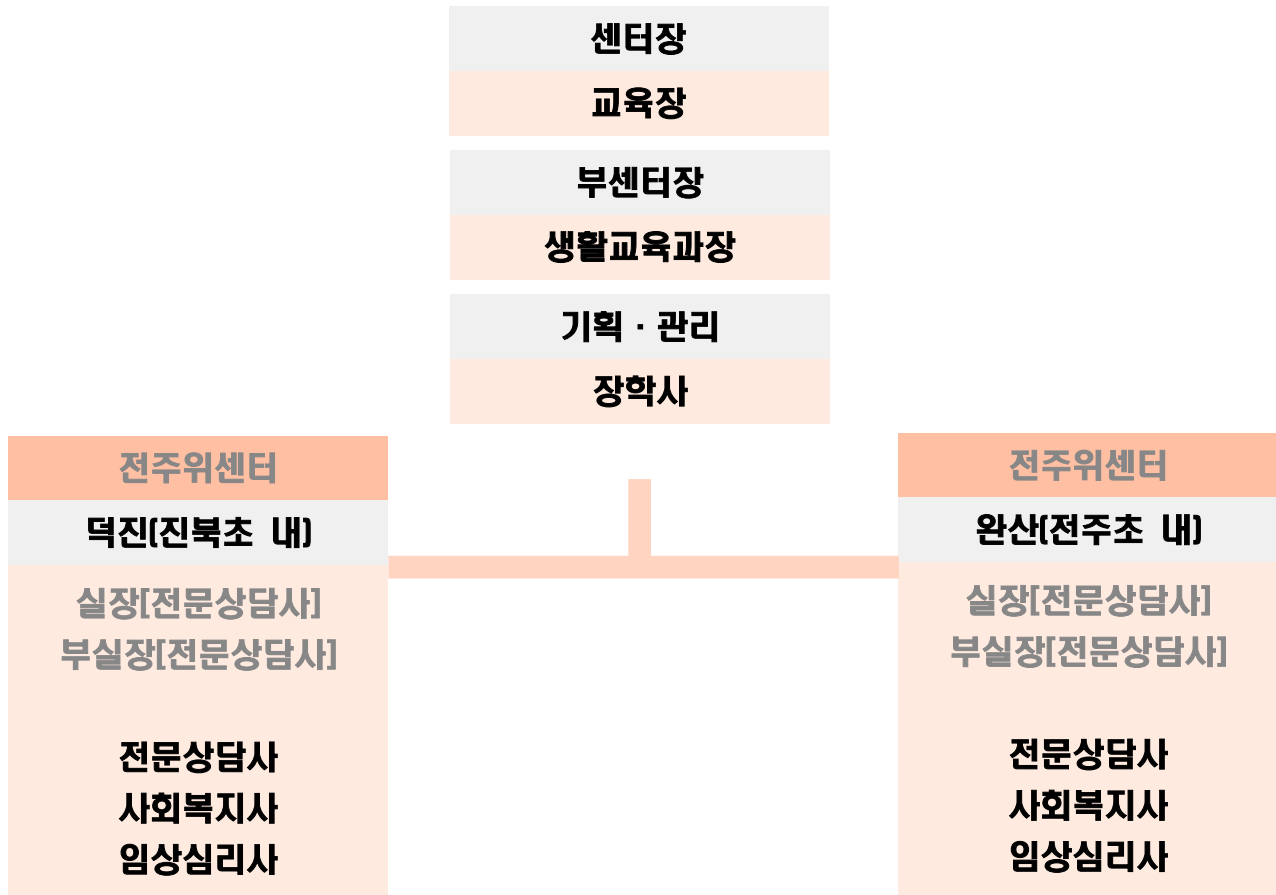 센터장
교육장
부센터장
생활교육과장
기획 · 관리
장학사
전주위센터
덕진(진북초 내)
실장[전문상담사]
부실장[전문상담사]
전문상담사
사회복지사
임상심리사
전주위센터
완산(전주초 내)
실장[전문상담사]
부실장[전문상담사]
전문상담사
사회복지사
임상심리사